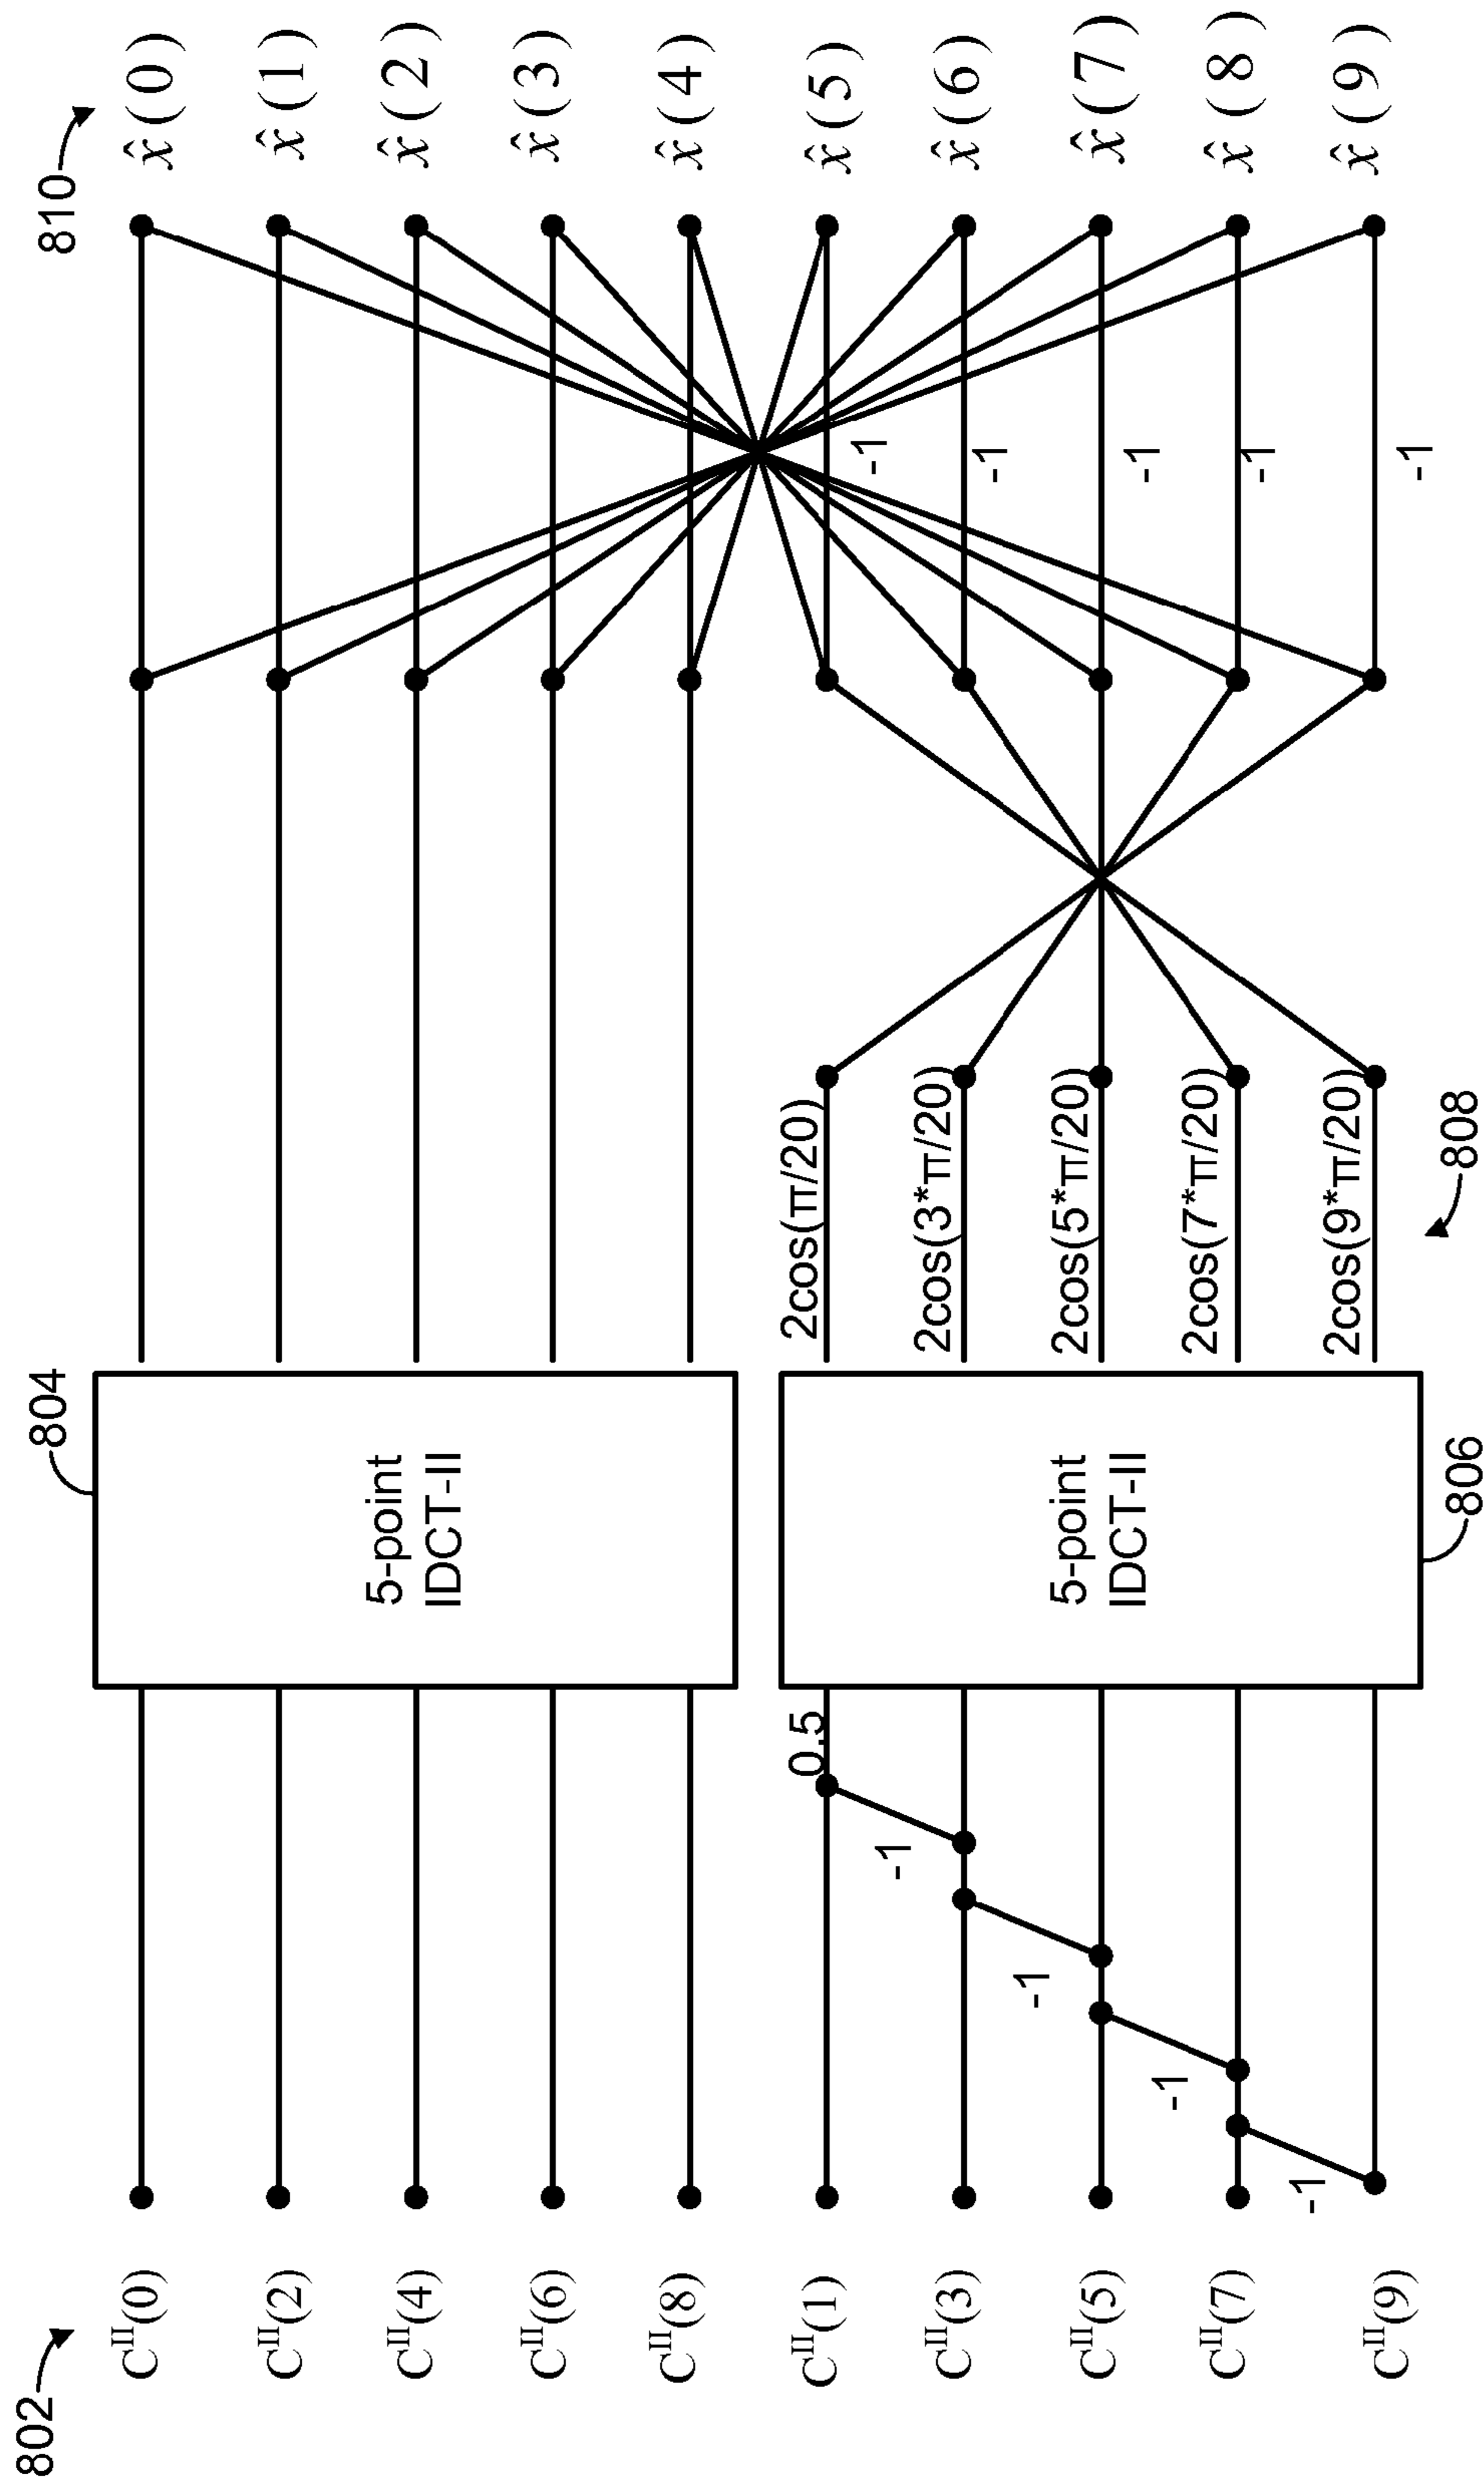 802
C^II(0)
C^II(2)
C^II(4)
C^II(6)
C^II(8)
C^II(1)
C^II(3)
C^II(5)
C^II(7)
C^II(9)
-1
-1
-1
-1
0.5
804
5-point
IDCT-II
5-point
IDCT-II
806
2cos(π/20)
2cos(3*π/20)
2cos(5*π/20)
2cos(7*π/20)
2cos(9*π/20)
808
-1
-1
-1
-1
-1
810
x̂(0)
x̂(1)
x̂(2)
x̂(3)
x̂(4)
x̂(5)
x̂(6)
x̂(7)
x̂(8)
x̂(9)